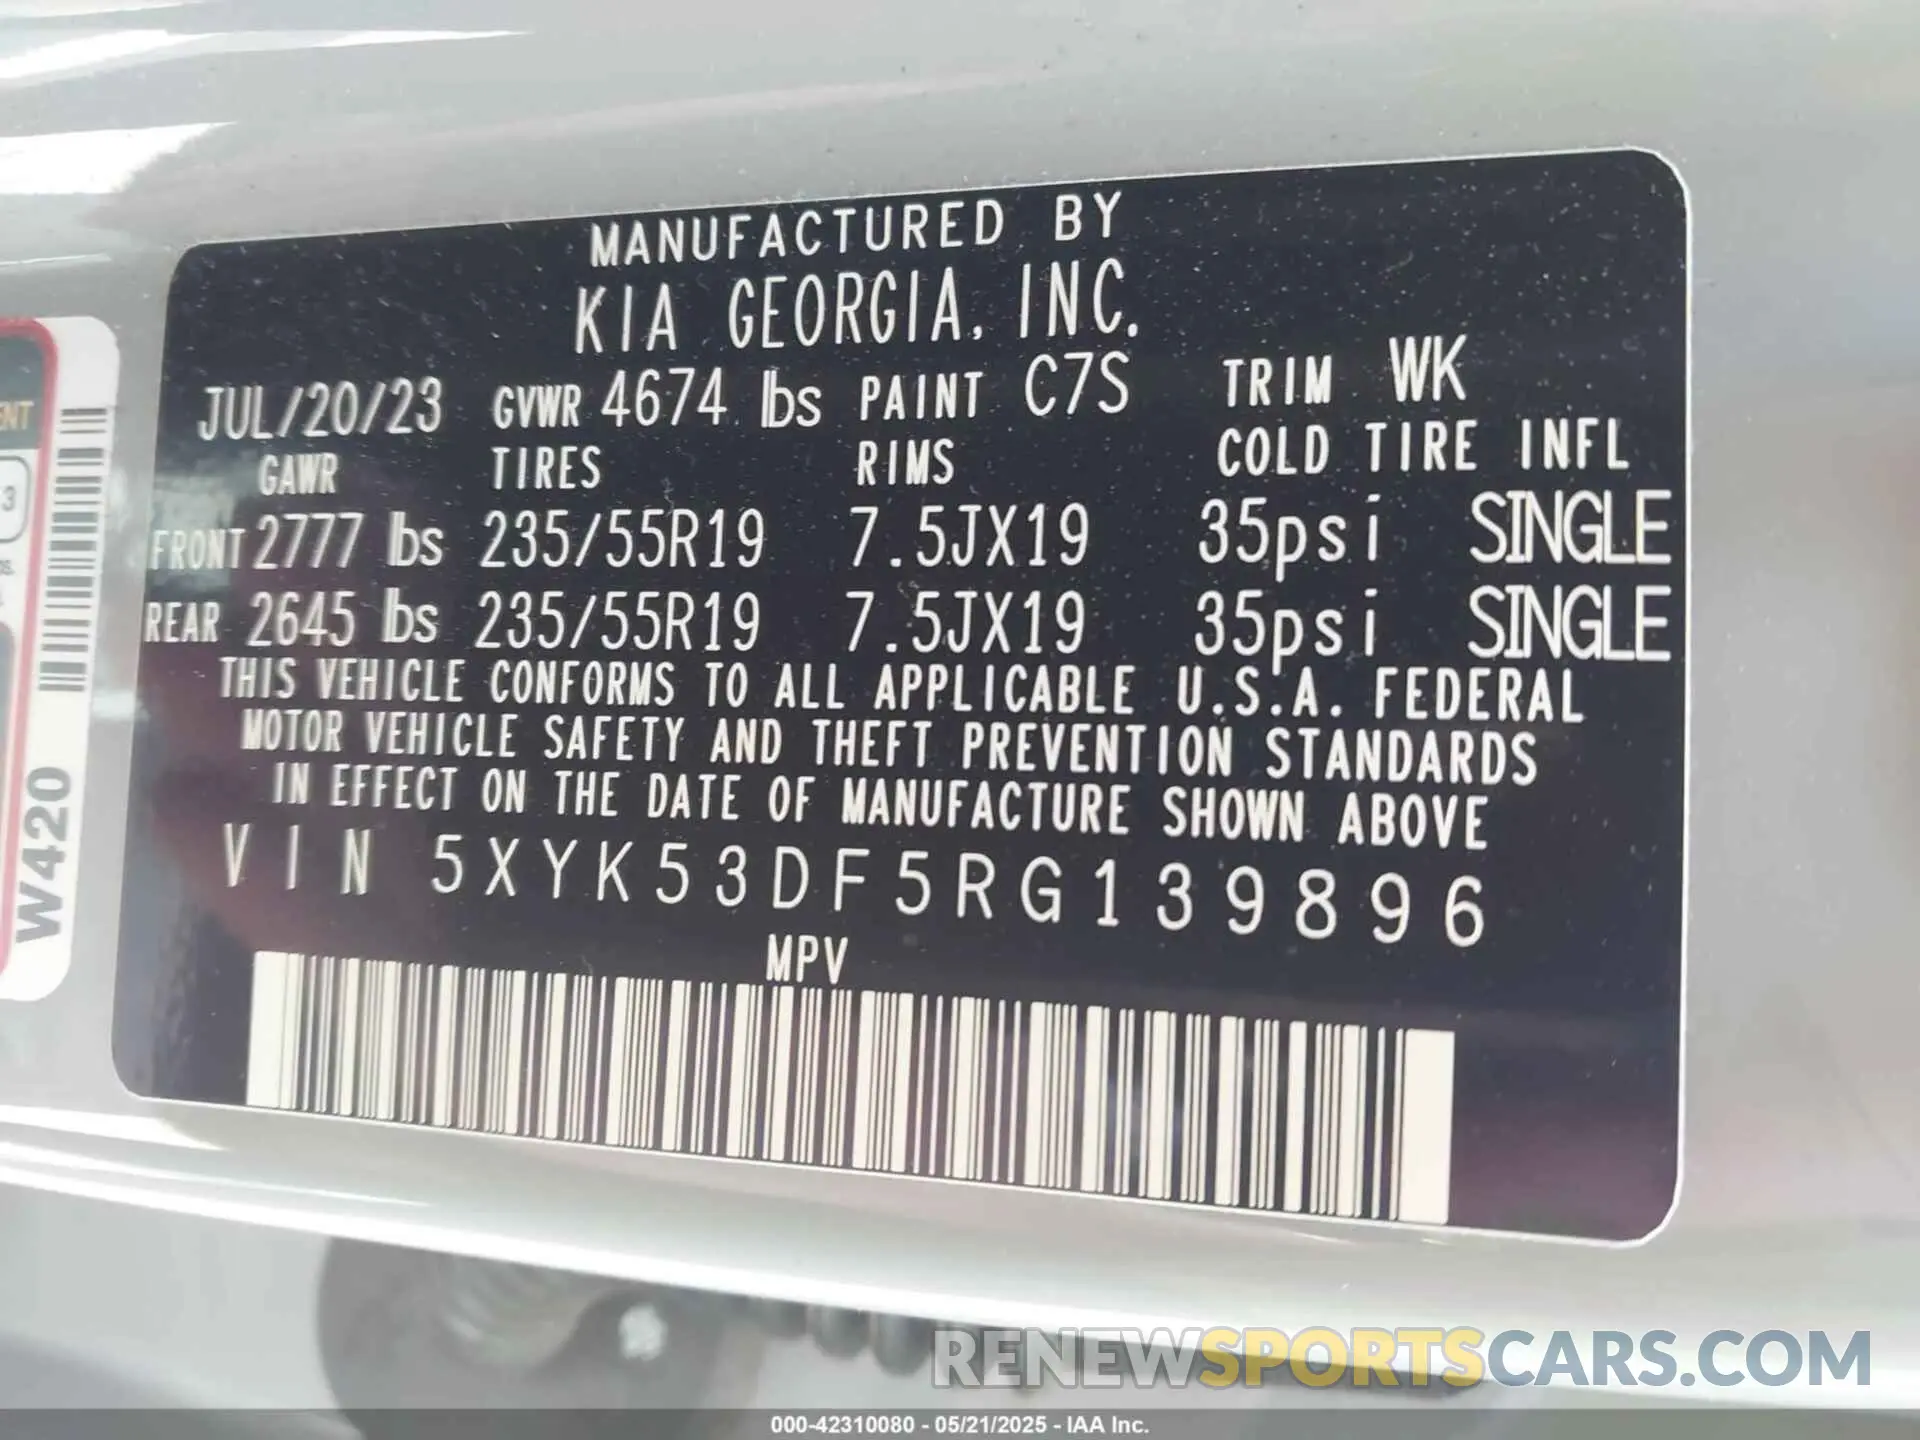 MANUFACTURED BY
KIA GEORGIA, INC.
JUL/20/23 GVWR 4674 lbs PAINT C7S TRIM WK
GAWR TIRES RIMS COLD TIRE INFL
FRONT 2777 lbs 235/55R19 7.5JX19 35psi SINGLE
REAR 2645 lbs 235/55R19 7.5JX19 35psi SINGLE
THIS VEHICLE CONFORMS TO ALL APPLICABLE U.S.A. FEDERAL
MOTOR VEHICLE SAFETY AND THEFT PREVENTION STANDARDS
IN EFFECT ON THE DATE OF MANUFACTURE SHOWN ABOVE
VIN 5XYK53DF5RG139896
MPV
W420
3
RENEWSPORTSCARS.COM
000-42310080 - 05/21/2025 - IAA Inc.